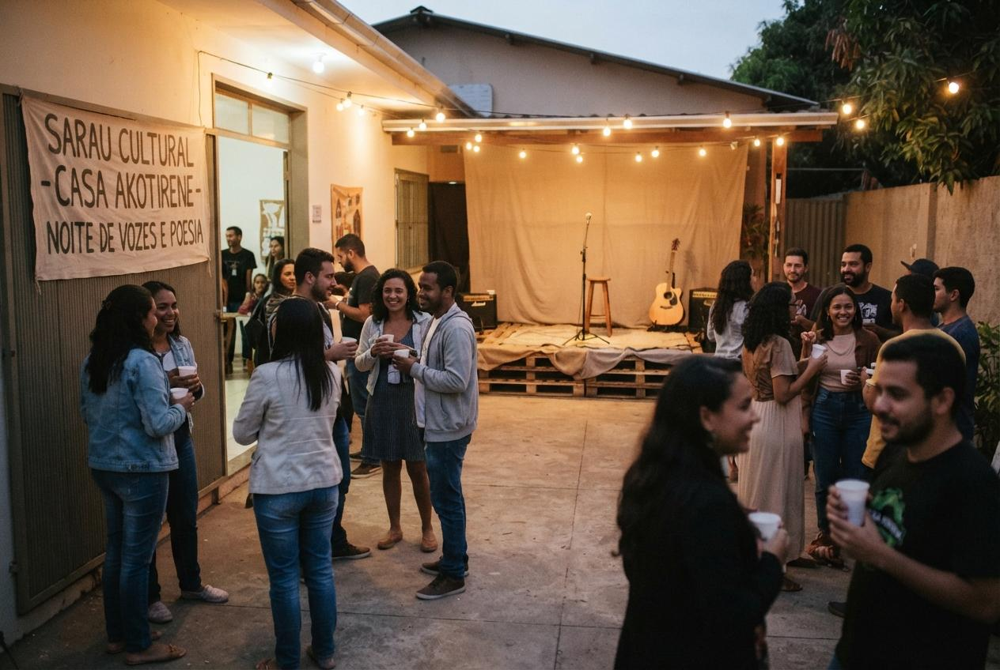 SARAU CULTURAL
-CASA AKOTIRENE-
NOITE DE VOZES E POESIA